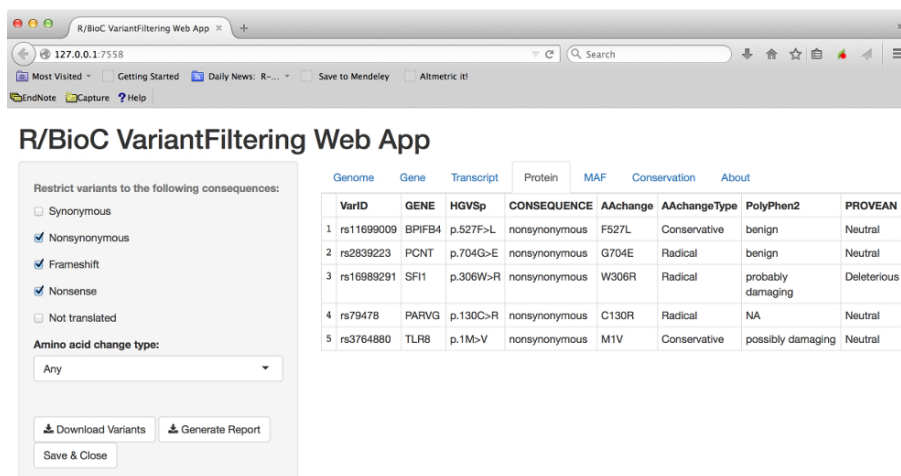 R/BioC VariantFiltering Web App × +
127.0.0.1:7558
Search
Most Visited Getting Started Daily News: R-... Save to Mendeley Altmetric it!
EndNote Capture ? Help
R/BioC VariantFiltering Web App
Restrict variants to the following consequences:
Synonymous
Nonsynonymous
Frameshift
Nonsense
Not translated
Amino acid change type:
Any
Download Variants Generate Report
Save & Close
Genome Gene Transcript Protein MAF Conservation About
VarID GENE HGVSp CONSEQUENCE AAchange AAchangeType PolyPhen2 PROVEAN
1 rs11699009 BPIFB4 p.527F>L nonsynonymous F527L Conservative benign Neutral
2 rs2839223 PCNT p.704G>E nonsynonymous G704E Radical benign Neutral
3 rs16989291 SFI1 p.306W>R nonsynonymous W306R Radical probably Deleterious
damaging
4 rs79478 PARVG p.130C>R nonsynonymous C130R Radical NA Neutral
5 rs3764880 TLR8 p.1M>V nonsynonymous M1V Conservative possibly damaging Neutral